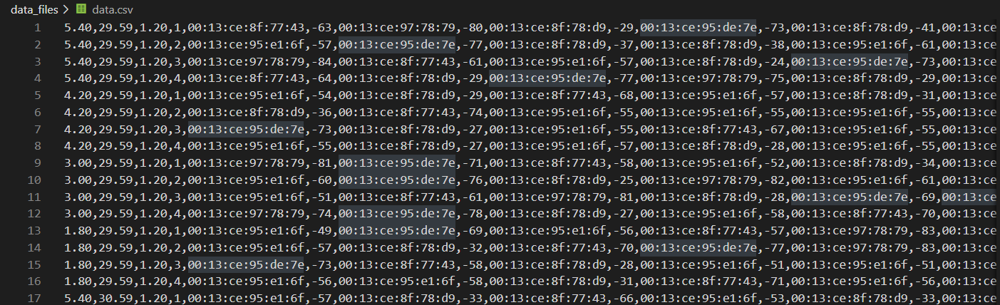 data_files > data.csv
1 5.40,29.59,1.20,1,00:13:ce:8f:77:43,-63,00:13:ce:97:78:79,-80,00:13:ce:8f:78:d9,-29,00:13:ce:95:de:7e,-73,00:13:ce:8f:78:d9,-41,00:13:ce
2 5.40,29.59,1.20,2,00:13:ce:95:e1:6f,-57,00:13:ce:95:de:7e,-77,00:13:ce:8f:78:d9,-37,00:13:ce:8f:78:d9,-38,00:13:ce:95:e1:6f,-61,00:13:ce
3 5.40,29.59,1.20,3,00:13:ce:97:78:79,-84,00:13:ce:8f:77:43,-61,00:13:ce:95:e1:6f,-57,00:13:ce:8f:78:d9,-24,00:13:ce:95:de:7e,-73,00:13:ce
4 5.40,29.59,1.20,4,00:13:ce:8f:77:43,-64,00:13:ce:8f:78:d9,-29,00:13:ce:95:de:7e,-77,00:13:ce:97:78:79,-75,00:13:ce:8f:78:d9,-29,00:13:ce
5 4.20,29.59,1.20,1,00:13:ce:95:e1:6f,-54,00:13:ce:8f:78:d9,-29,00:13:ce:8f:77:43,-68,00:13:ce:95:e1:6f,-57,00:13:ce:8f:78:d9,-31,00:13:ce
6 4.20,29.59,1.20,2,00:13:ce:8f:78:d9,-36,00:13:ce:8f:77:43,-74,00:13:ce:95:e1:6f,-55,00:13:ce:95:e1:6f,-55,00:13:ce:95:e1:6f,-55,00:13:ce
7 4.20,29.59,1.20,3,00:13:ce:95:de:7e,-73,00:13:ce:8f:78:d9,-27,00:13:ce:95:e1:6f,-55,00:13:ce:8f:77:43,-67,00:13:ce:95:e1:6f,-55,00:13:ce
8 4.20,29.59,1.20,4,00:13:ce:95:e1:6f,-55,00:13:ce:8f:78:d9,-27,00:13:ce:95:e1:6f,-57,00:13:ce:8f:78:d9,-28,00:13:ce:95:e1:6f,-55,00:13:ce
9 3.00,29.59,1.20,1,00:13:ce:97:78:79,-81,00:13:ce:95:de:7e,-71,00:13:ce:8f:77:43,-58,00:13:ce:95:e1:6f,-52,00:13:ce:8f:78:d9,-34,00:13:ce
10 3.00,29.59,1.20,2,00:13:ce:95:e1:6f,-60,00:13:ce:95:de:7e,-76,00:13:ce:8f:78:d9,-25,00:13:ce:97:78:79,-82,00:13:ce:95:e1:6f,-61,00:13:ce
11 3.00,29.59,1.20,3,00:13:ce:95:e1:6f,-51,00:13:ce:8f:77:43,-61,00:13:ce:97:78:79,-81,00:13:ce:8f:78:d9,-28,00:13:ce:95:de:7e,-69,00:13:ce
12 3.00,29.59,1.20,4,00:13:ce:97:78:79,-74,00:13:ce:95:de:7e,-78,00:13:ce:8f:78:d9,-27,00:13:ce:95:e1:6f,-58,00:13:ce:8f:77:43,-70,00:13:ce
13 1.80,29.59,1.20,1,00:13:ce:95:e1:6f,-49,00:13:ce:95:de:7e,-69,00:13:ce:95:e1:6f,-56,00:13:ce:8f:77:43,-57,00:13:ce:97:78:79,-83,00:13:ce
14 1.80,29.59,1.20,2,00:13:ce:95:e1:6f,-57,00:13:ce:8f:78:d9,-32,00:13:ce:8f:77:43,-70,00:13:ce:95:de:7e,-77,00:13:ce:97:78:79,-83,00:13:ce
15 1.80,29.59,1.20,3,00:13:ce:95:de:7e,-73,00:13:ce:8f:77:43,-58,00:13:ce:8f:78:d9,-28,00:13:ce:95:e1:6f,-51,00:13:ce:95:e1:6f,-51,00:13:ce
16 1.80,29.59,1.20,4,00:13:ce:95:e1:6f,-56,00:13:ce:95:e1:6f,-58,00:13:ce:8f:78:d9,-31,00:13:ce:8f:77:43,-71,00:13:ce:95:e1:6f,-56,00:13:ce
17 5.40,30.59,1.20,1,00:13:ce:95:e1:6f,-57,00:13:ce:8f:78:d9,-33,00:13:ce:8f:77:43,-66,00:13:ce:95:e1:6f,-53,00:13:ce:8f:78:d9,-33,00:13:ce